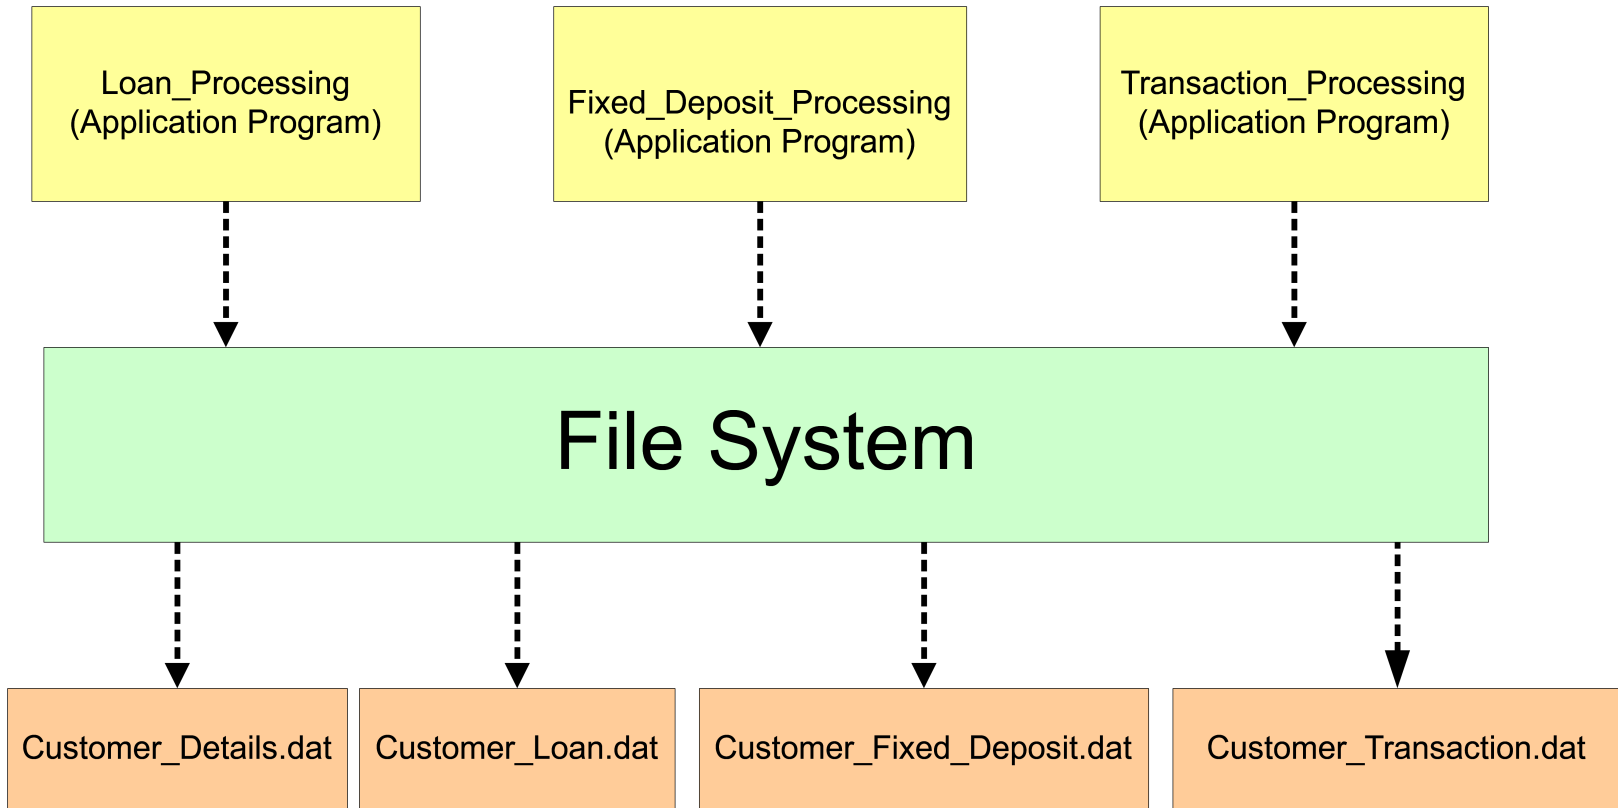 Loan_Processing
(Application Program)
Fixed_Deposit_Processing
(Application Program)
Transaction_Processing
(Application Program)
File System
Customer_Details.dat
Customer_Loan.dat
Customer_Fixed_Deposit.dat
Customer_Transaction.dat